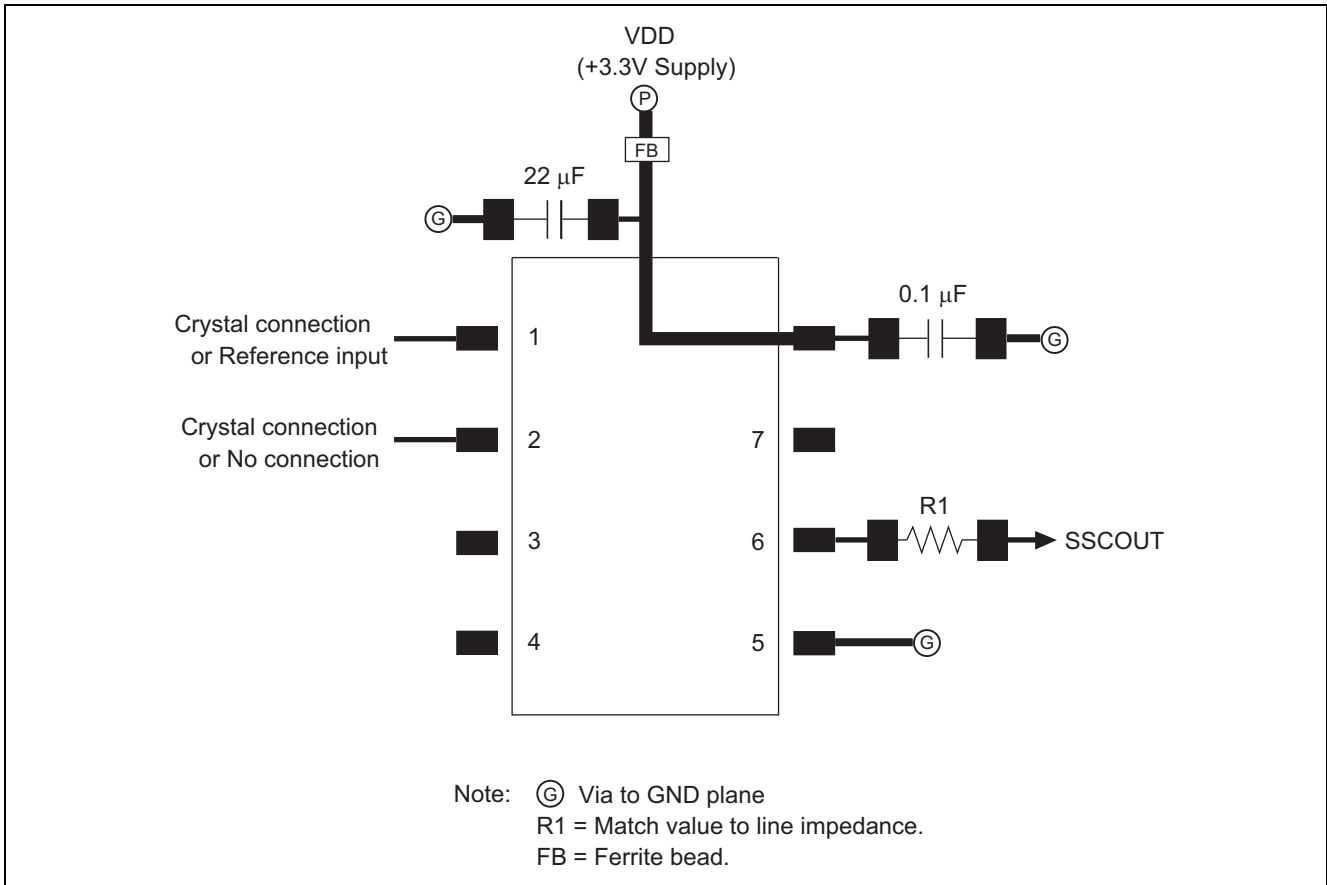 VDD
(+3.3V Supply)
P
FB
22 μF
G
0.1 μF
G
Crystal connection
or Reference input
1
Crystal connection
or No connection
2
7
3
6
R1
SSCOUT
4
5
G
Note: G Via to GND plane
R1 = Match value to line impedance.
FB = Ferrite bead.